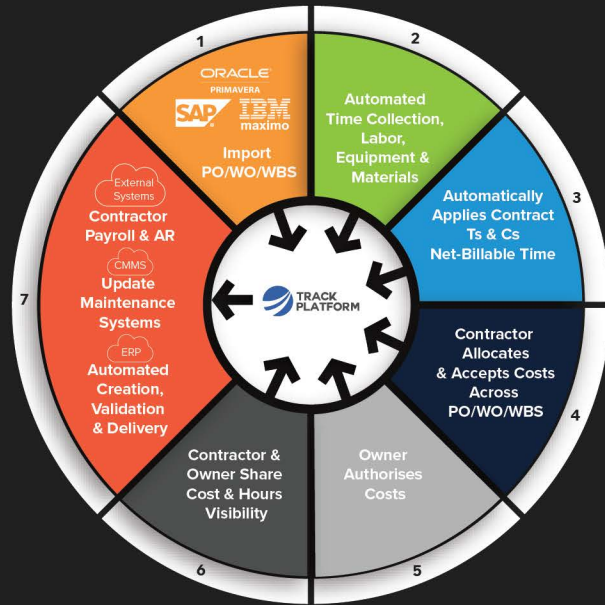 1
ORACLE®
PRIMAVERA
SAP® IBM
maximo
Import
PO/WO/WBS
2
Automated
Time Collection,
Labor,
Equipment &
Materials
3
Automatically
Applies Contract
Ts & Cs
Net-Billable Time
4
Contractor
Allocates
& Accepts Costs
Across
PO/WO/WBS
5
Owner
Authorises
Costs
6
Contractor &
Owner Share
Cost & Hours
Visibility
7
External
Systems
Contractor
Payroll & AR
CMMS
Update
Maintenance
Systems
ERP
Automated
Creation,
Validation
& Delivery
TRACK
PLATFORM